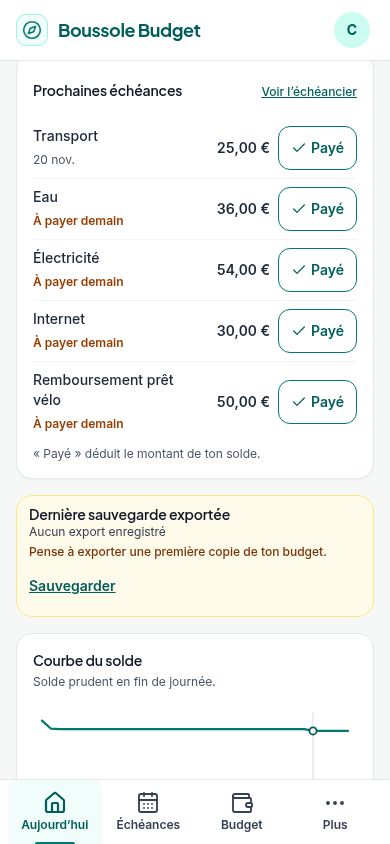 Boussole Budget
C
Prochaines échéances
Voir l’échéancier
Transport
20 nov.
25,00 €
Payé
Eau
À payer demain
36,00 €
Payé
Électricité
À payer demain
54,00 €
Payé
Internet
À payer demain
30,00 €
Payé
Remboursement prêt
vélo
À payer demain
50,00 €
Payé
« Payé » déduit le montant de ton solde.
Dernière sauvegarde exportée
Aucun export enregistré
Pense à exporter une première copie de ton budget.
Sauvegarder
Courbe du solde
Solde prudent en fin de journée.
Aujourd’hui
Échéances
Budget
Plus